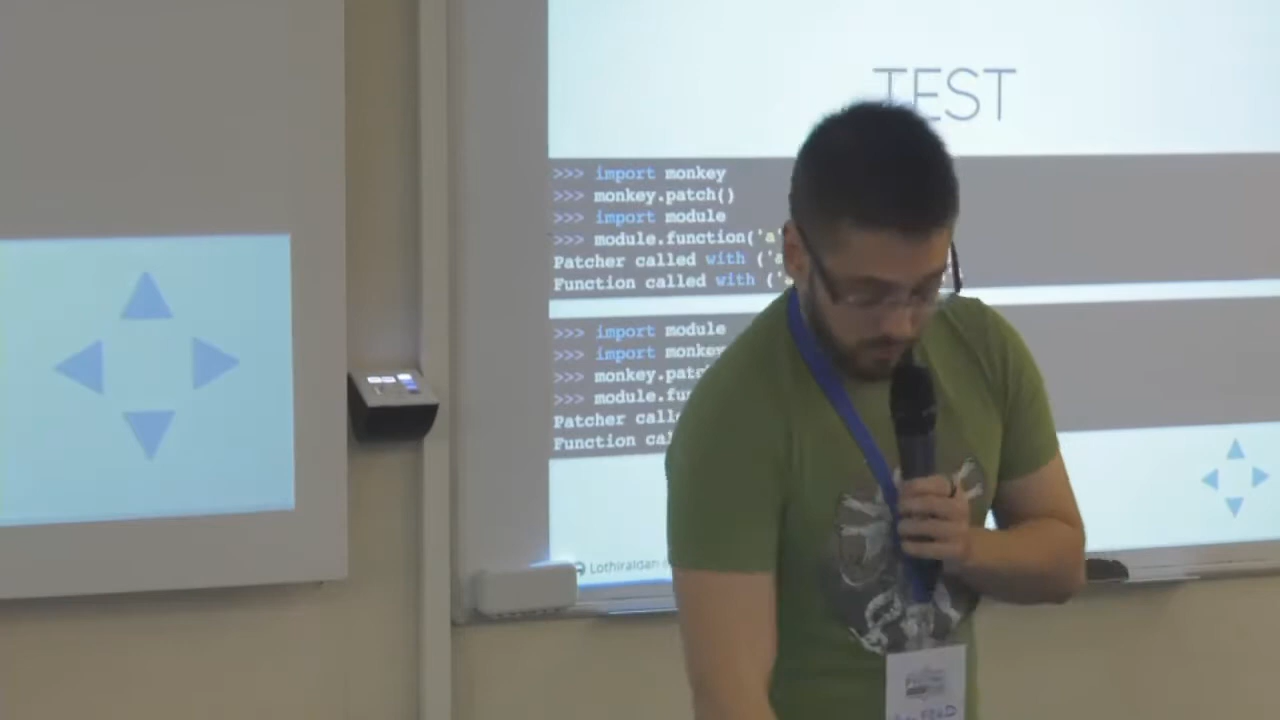 TEST
>>> import monkey
>>> monkey.patch()
>>> import module
>>> module.function('a'
Patcher called with ('a
Function called with ('a
>>> import module
>>> import monkey
>>> monkey.patc
>>> module.fu
Patcher call
Function cal
Lothiraldan